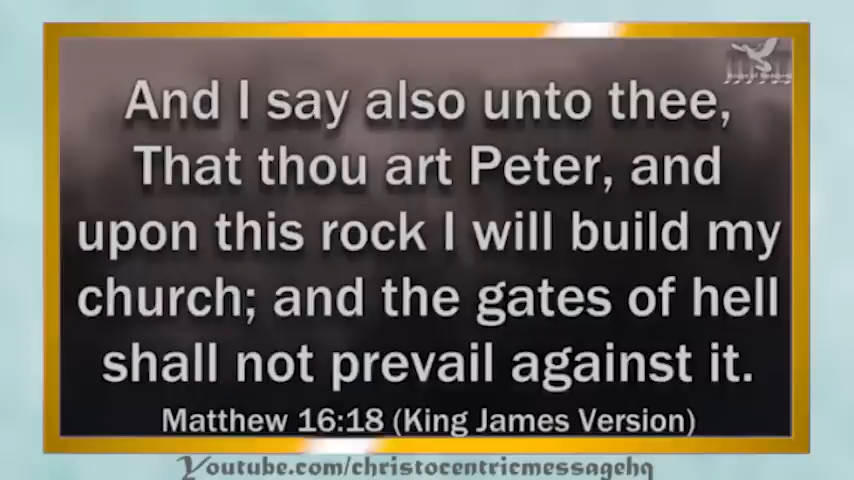 And I say also unto thee,
That thou art Peter, and
upon this rock I will build my
church; and the gates of hell
shall not prevail against it.
Matthew 16:18 (King James Version)
Youtube.com/christocentricmessagehq